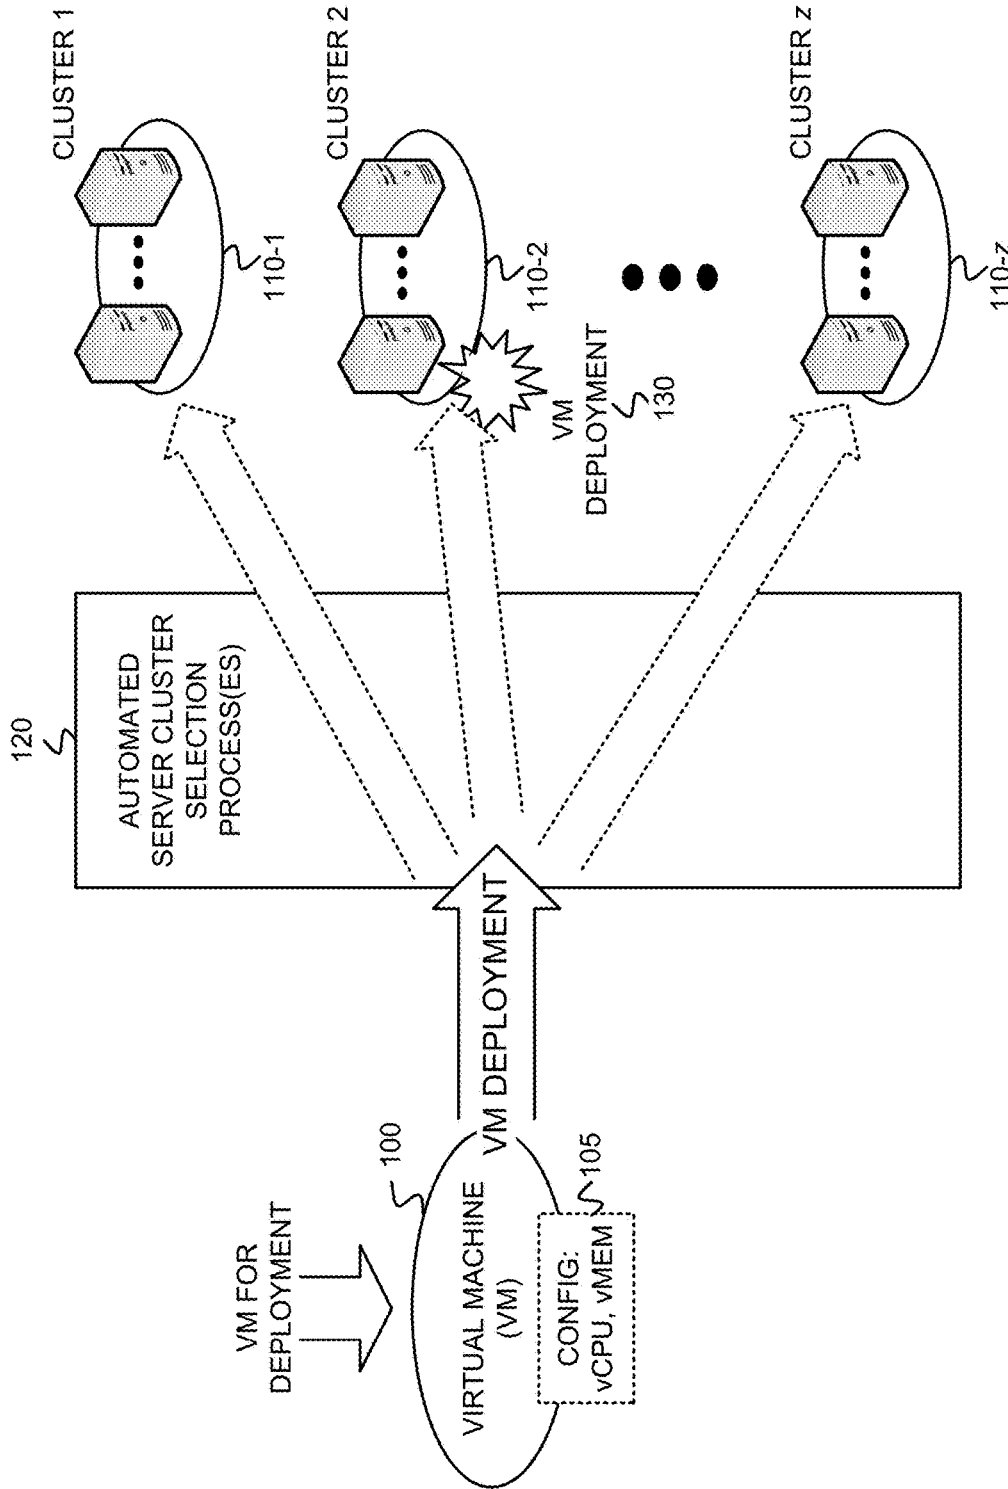 VM FOR
DEPLOYMENT
100
VIRTUAL MACHINE
(VM)
CONFIG:
vCPU, vMEM
105
VM DEPLOYMENT
120
AUTOMATED
SERVER CLUSTER
SELECTION
PROCESS(ES)
CLUSTER 1
110-1
CLUSTER 2
110-2
VM
DEPLOYMENT
130
CLUSTER z
110-z